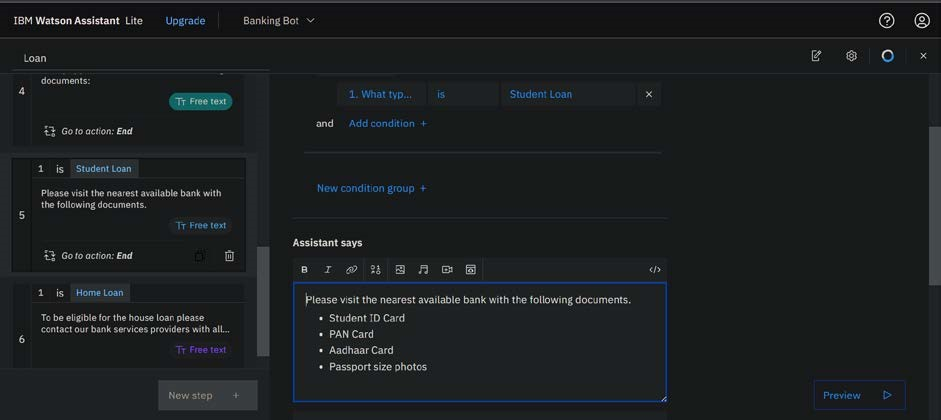 IBM Watson Assistant Lite Upgrade Banking Bot
Loan
documents:
4
Free text
Go to action: End
1 is Student Loan
Please visit the nearest available bank with
the following documents.
5
Free text
Go to action: End
1 is Home Loan
To be eligible for the house loan please
contact our bank services providers with all...
6
Free text
New step +
1. What typ... is Student Loan ×
and Add condition +
New condition group +
Assistant says
B I </>
Please visit the nearest available bank with the following documents.
• Student ID Card
• PAN Card
• Aadhaar Card
• Passport size photos
Preview